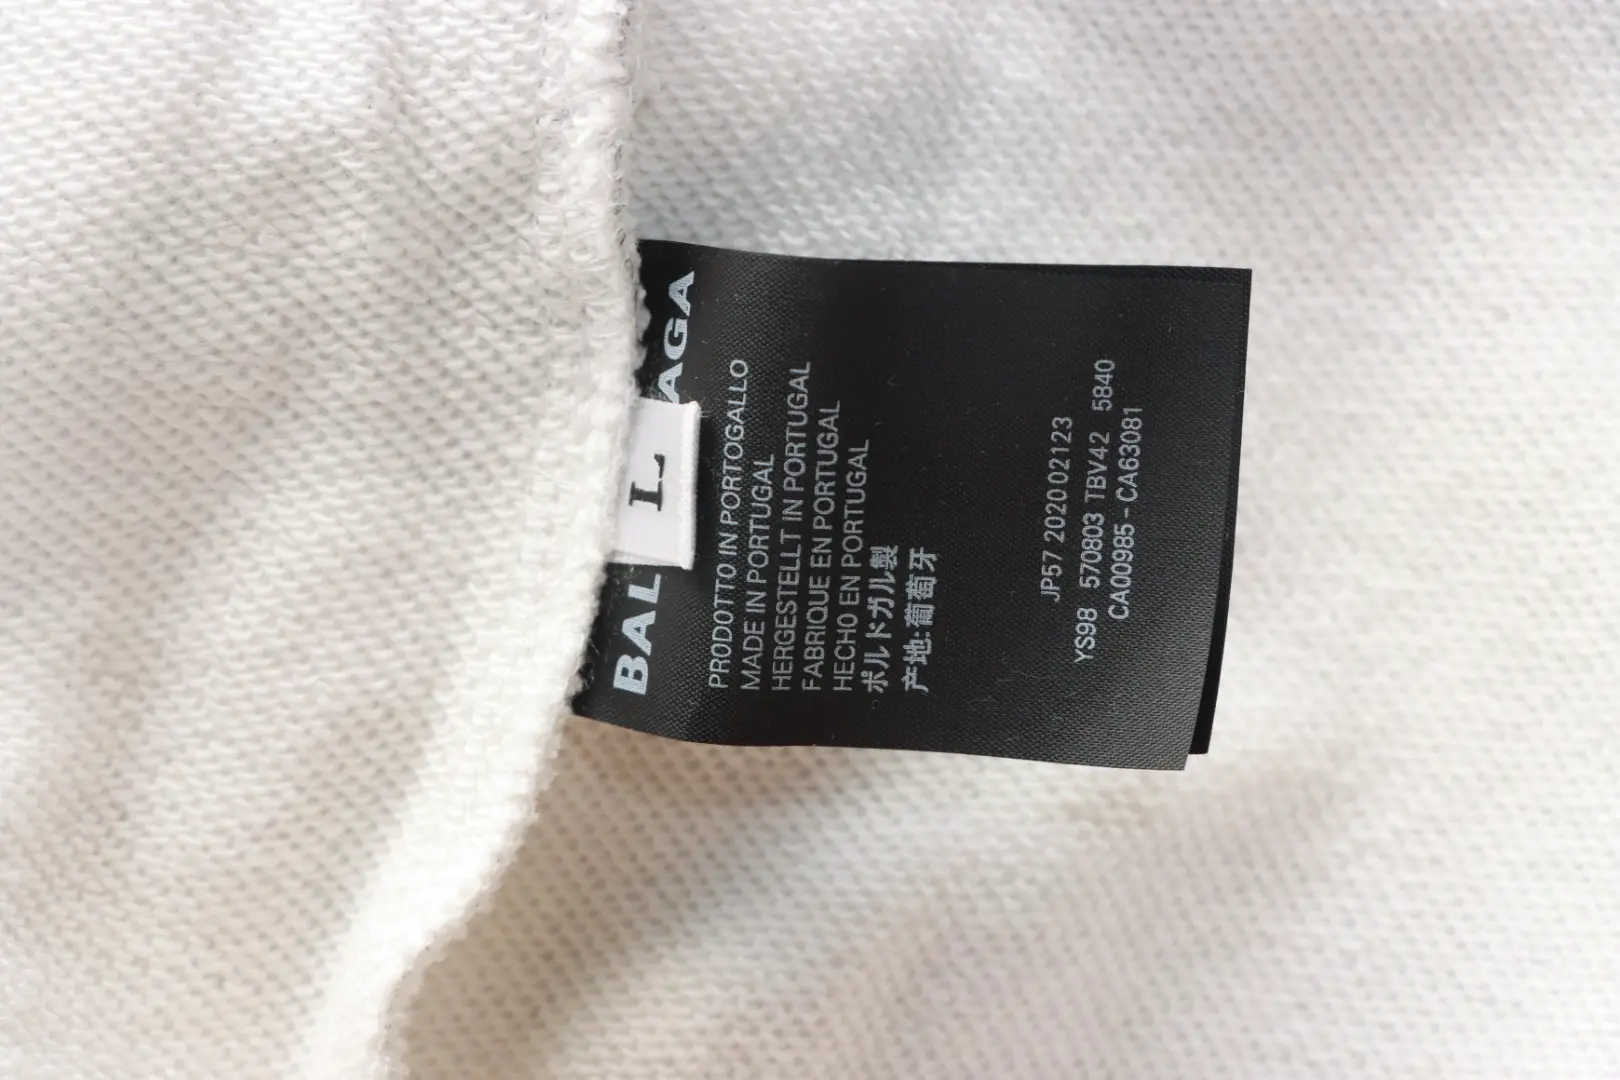 BAL AGA
L
PRODOTTO IN PORTOGALLO
MADE IN PORTUGAL
HERGESTELLT IN PORTUGAL
FABRIQUE EN PORTUGAL
HECHO EN PORTUGAL
ポルトガル製
产地:葡萄牙
JP57 2020 02123
YS98 570803 TBV42 5840
CA00985 - CA63081